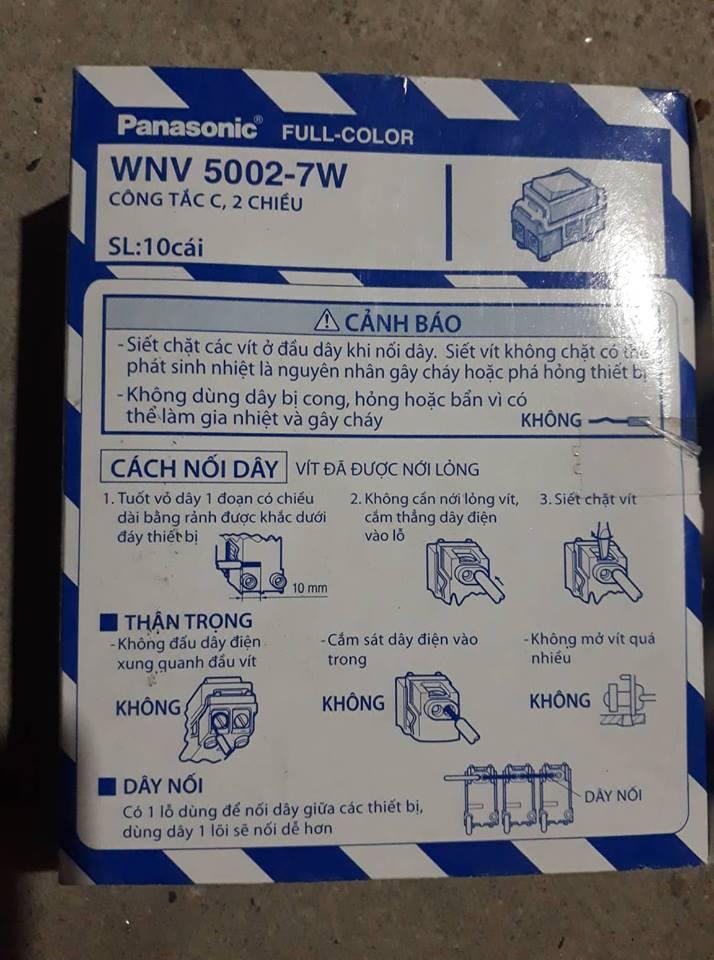 Panasonic® FULL-COLOR
WNV 5002-7W
CÔNG TẮC C, 2 CHIỀU
SL:10cái
⚠ CẢNH BÁO
-Siết chặt các vít ở đầu dây khi nối dây. Siết vít không chặt có thể
phát sinh nhiệt là nguyên nhân gây cháy hoặc phá hỏng thiết bị
-Không dùng dây bị cong, hỏng hoặc bẩn vì có
thể làm gia nhiệt và gây cháy
KHÔNG
CÁCH NỐI DÂY VÍT ĐÃ ĐƯỢC NỚI LỎNG
1. Tuốt vỏ dây 1 đoạn có chiều
dài bằng rảnh được khắc dưới
đáy thiết bị
10 mm
2. Không cần nới lỏng vít,
cắm thẳng dây điện
vào lỗ
3. Siết chặt vít
■ THẬN TRỌNG
-Không đấu dây điện
xung quanh đầu vít
KHÔNG
-Cắm sát dây điện vào
trong
KHÔNG
-Không mở vít quá
nhiều
KHÔNG
■ DÂY NỐI
Có 1 lỗ dùng để nối dây giữa các thiết bị,
dùng dây 1 lõi sẽ nối dễ hơn
DÂY NỐI